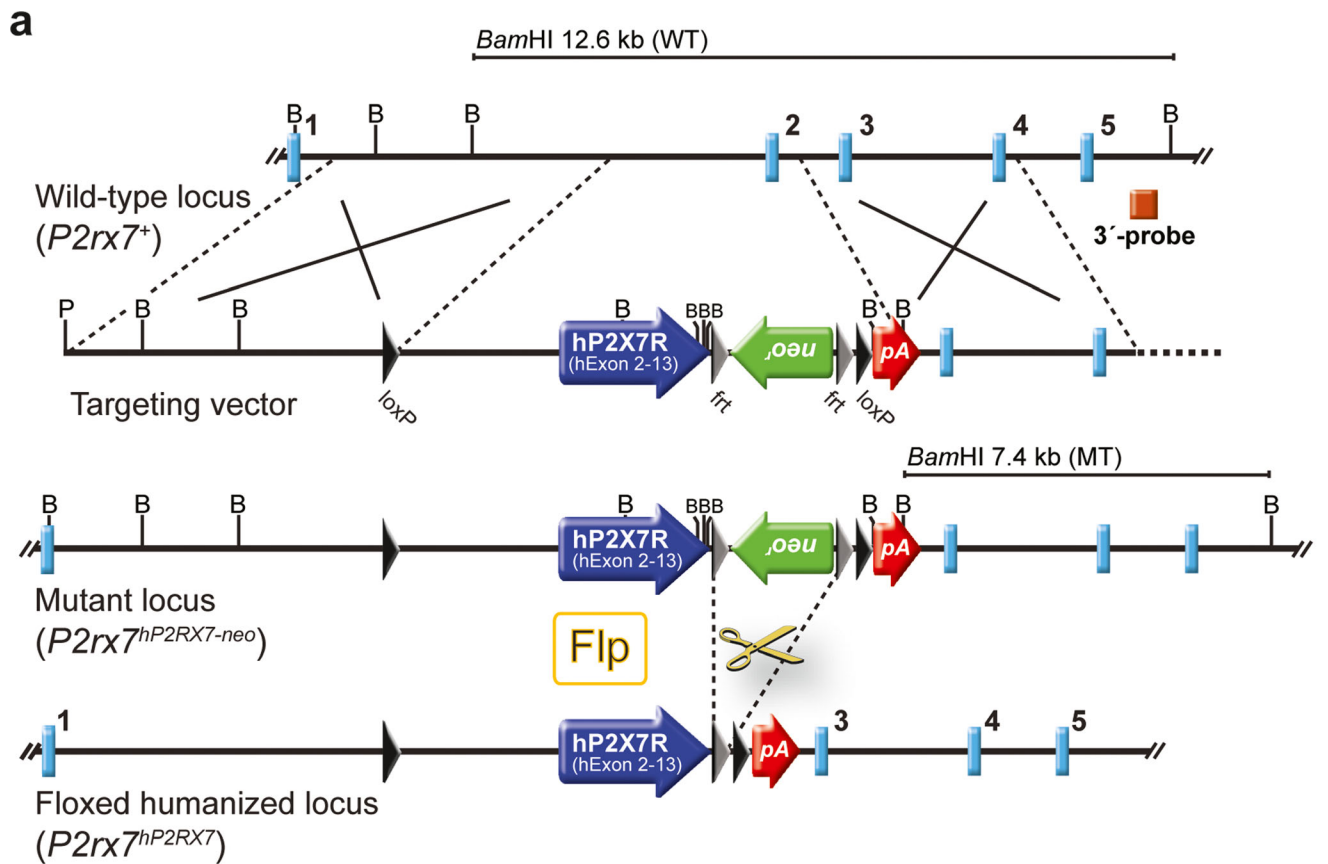 a
BamHI 12.6 kb (WT)
B 1 B B 2 3 4 5 B
Wild-type locus
(P2rx7+)
3´-probe
P B B B BBB B B
hP2X7R
(hExon 2-13)
neor
pA
Targeting vector
loxP
frt
frt
loxP
BamHI 7.4 kb (MT)
B B B B BBB B B B
hP2X7R
(hExon 2-13)
neor
pA
Mutant locus
(P2rx7hP2RX7-neo)
Flp
1 3 4 5
hP2X7R
(hExon 2-13)
pA
Floxed humanized locus
(P2rx7hP2RX7)